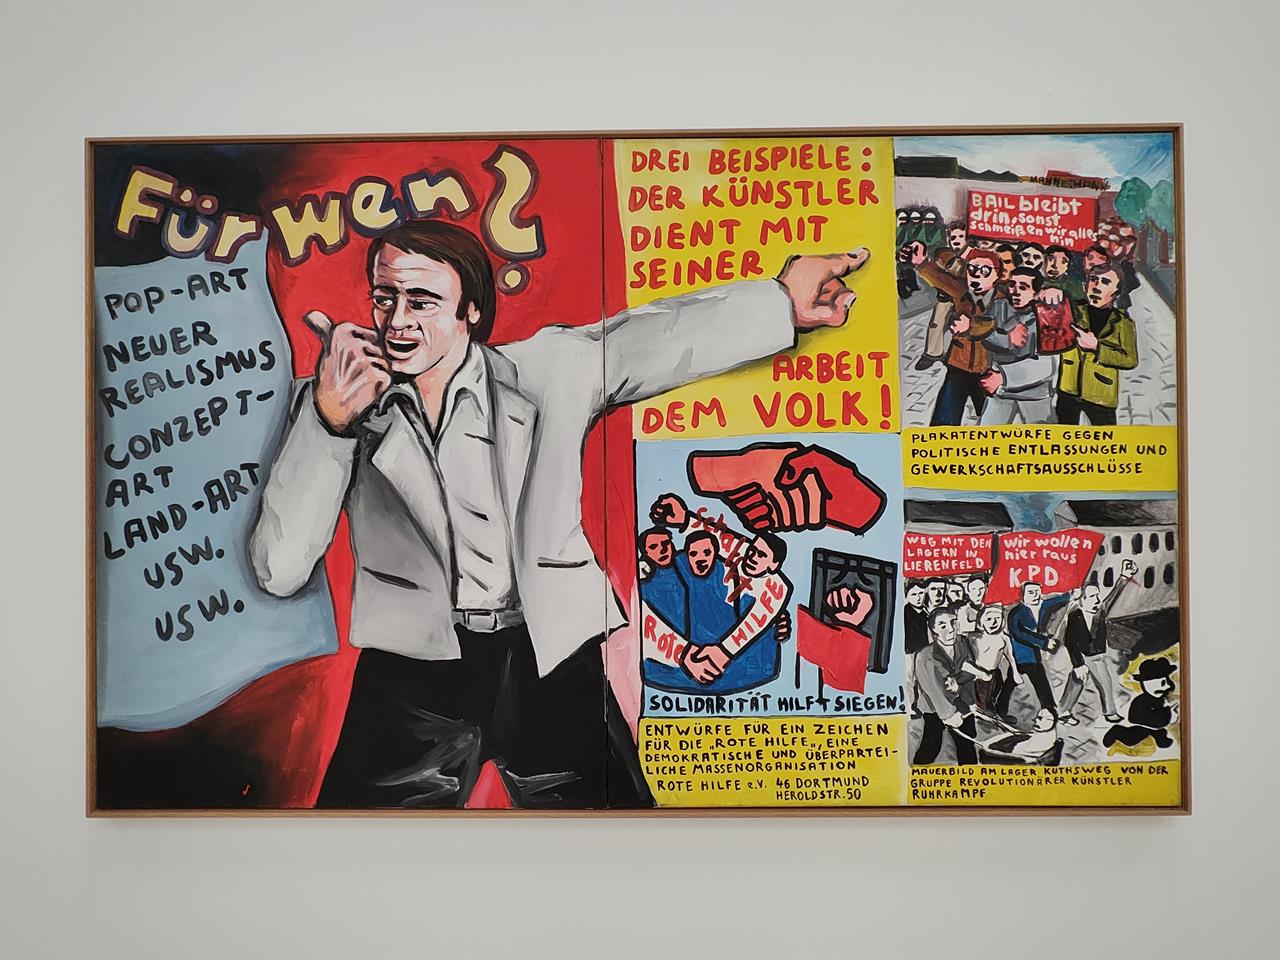 Für wen?
POP-ART
NEUER
REALISMUS
CONZEPT-
ART
LAND-ART
USW.
USW.
DREI BEISPIELE:
DER KÜNSTLER
DIENT MIT
SEINER
ARBEIT
DEM VOLK!
Schafft
Rote
HILFE
SOLIDARITÄT HILFT SIEGEN!
ENTWÜRFE FÜR EIN ZEICHEN
FÜR DIE „ROTE HILFE„, EINE
DEMOKRATISCHE UND ÜBERPARTEI-
LICHE MASSENORGANISATION
ROTE HILFE e.V. 46 DORTMUND
HEROLDSTR. 50
MANNESMANN
BAIL bleibt
drin, sonst
schmeißen wir alles
hin
PLAKATENTWÜRFE GEGEN
POLITISCHE ENTLASSUNGEN UND
GEWERKSCHAFTSAUSSCHLÜSSE
WEG MIT DEN
LAGERN IN
LIERENFELD
wir wollen
hier raus
KPD
MAUERBILD AM LAGER KUTHSWEG VON DER
GRUPPE REVOLUTIONÄRER KÜNSTLER
RUHRKAMPF